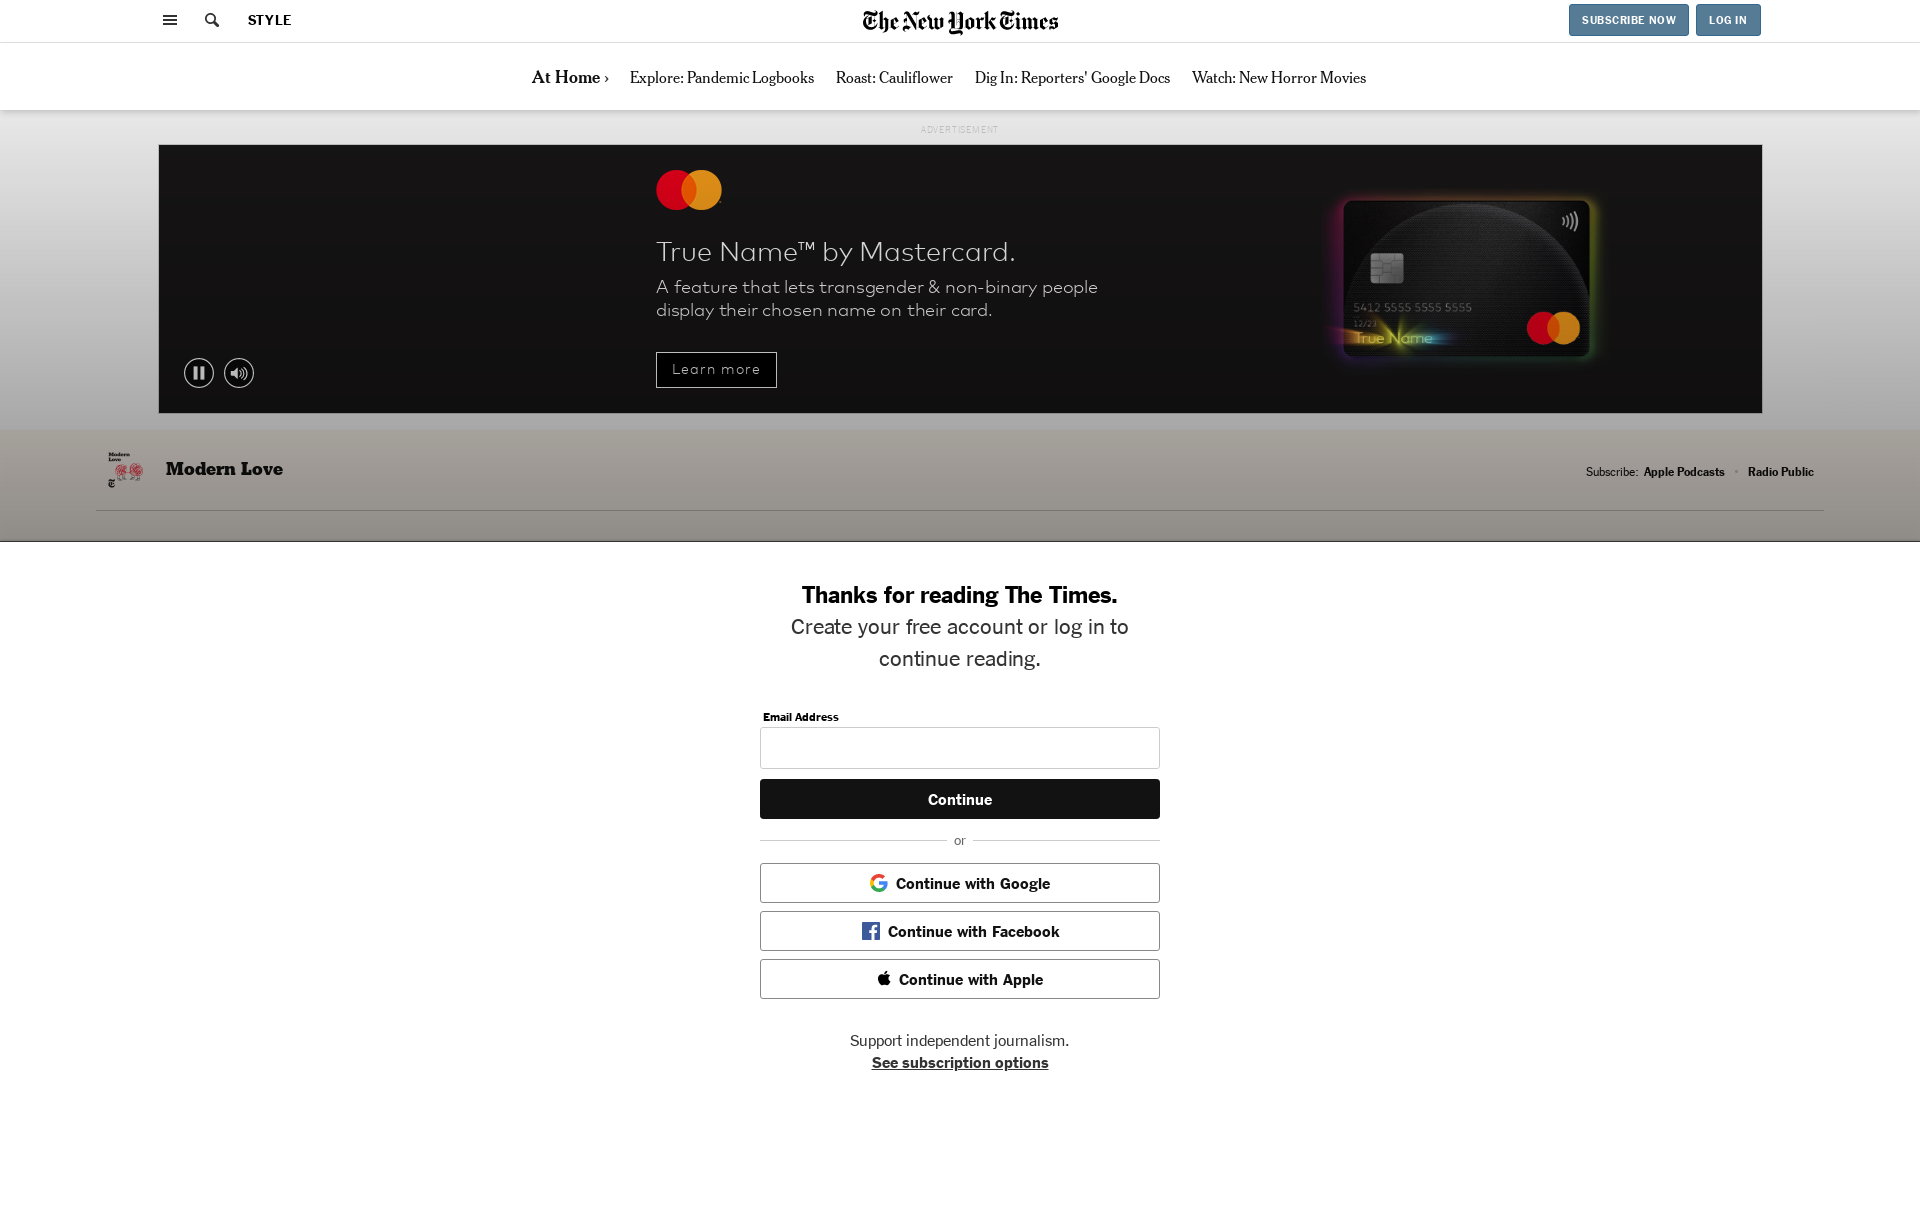 STYLE
The New York Times
SUBSCRIBE NOW
LOG IN
At Home ›
Explore: Pandemic Logbooks
Roast: Cauliflower
Dig In: Reporters' Google Docs
Watch: New Horror Movies
ADVERTISEMENT
True Name™ by Mastercard.
A feature that lets transgender & non-binary people
display their chosen name on their card.
Learn more
5412 5555 5555 5555
12/23
True Name
Modern
Love
Modern Love
Subscribe: Apple Podcasts • Radio Public
Thanks for reading The Times.
Create your free account or log in to
continue reading.
Email Address
Continue
or
Continue with Google
Continue with Facebook
Continue with Apple
Support independent journalism.
See subscription options